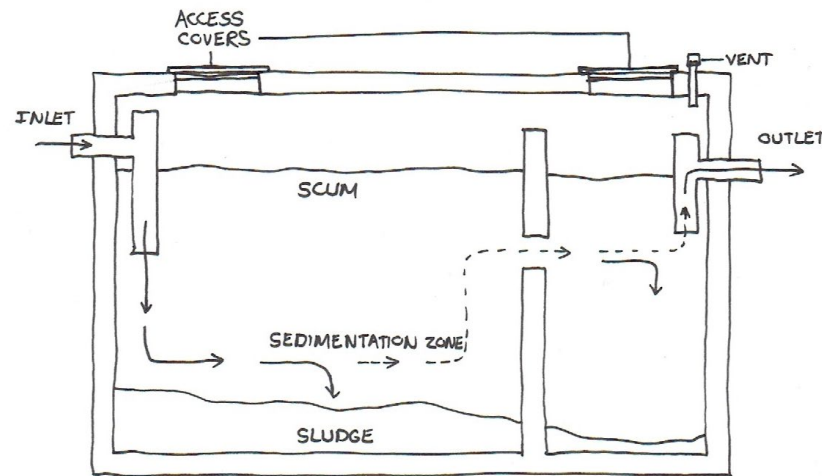 ACCESS
COVERS
VENT
INLET
OUTLET
SCUM
SEDIMENTATION ZONE
SLUDGE